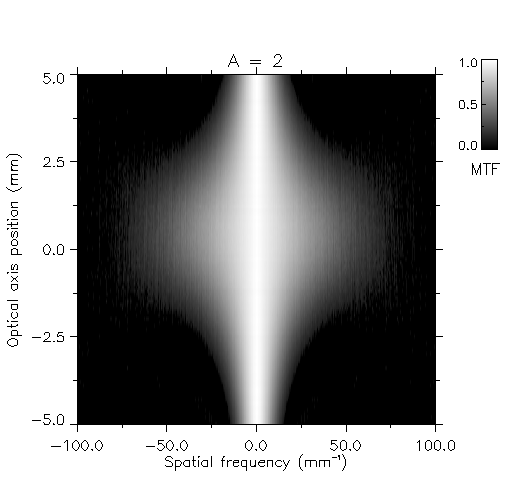 A = 2
1.0
0.5
0.0
MTF
5.0
2.5
0.0
−2.5
−5.0
Optical axis position (mm)
−100.0 −50.0 0.0 50.0 100.0
Spatial frequency (mm⁻¹)